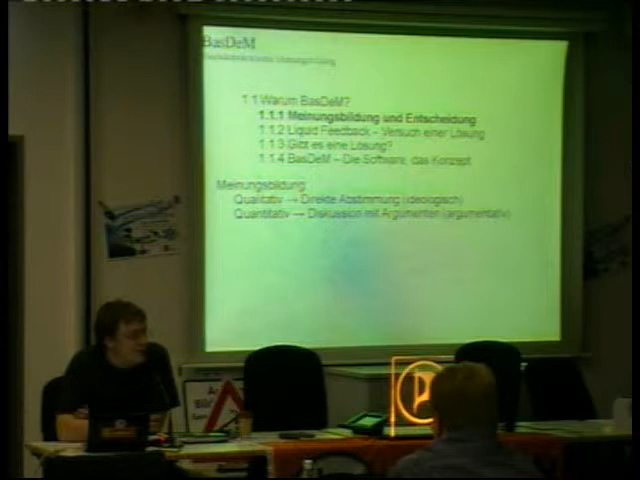 BasDeM
1.1 Warum BasDeM?
1.1.1 Meinungsbildung und Entscheidung
1.1.2 Liquid Feedback – Versuch einer Lösung
1.1.3 Gibt es eine Lösung?
1.1.4 BasDeM – Die Software, das Konzept
Meinungsbildung:
Qualitativ → Direkte Abstimmung (ideologisch)
Quantitativ → Diskussion mit Argumenten (argumentativ)